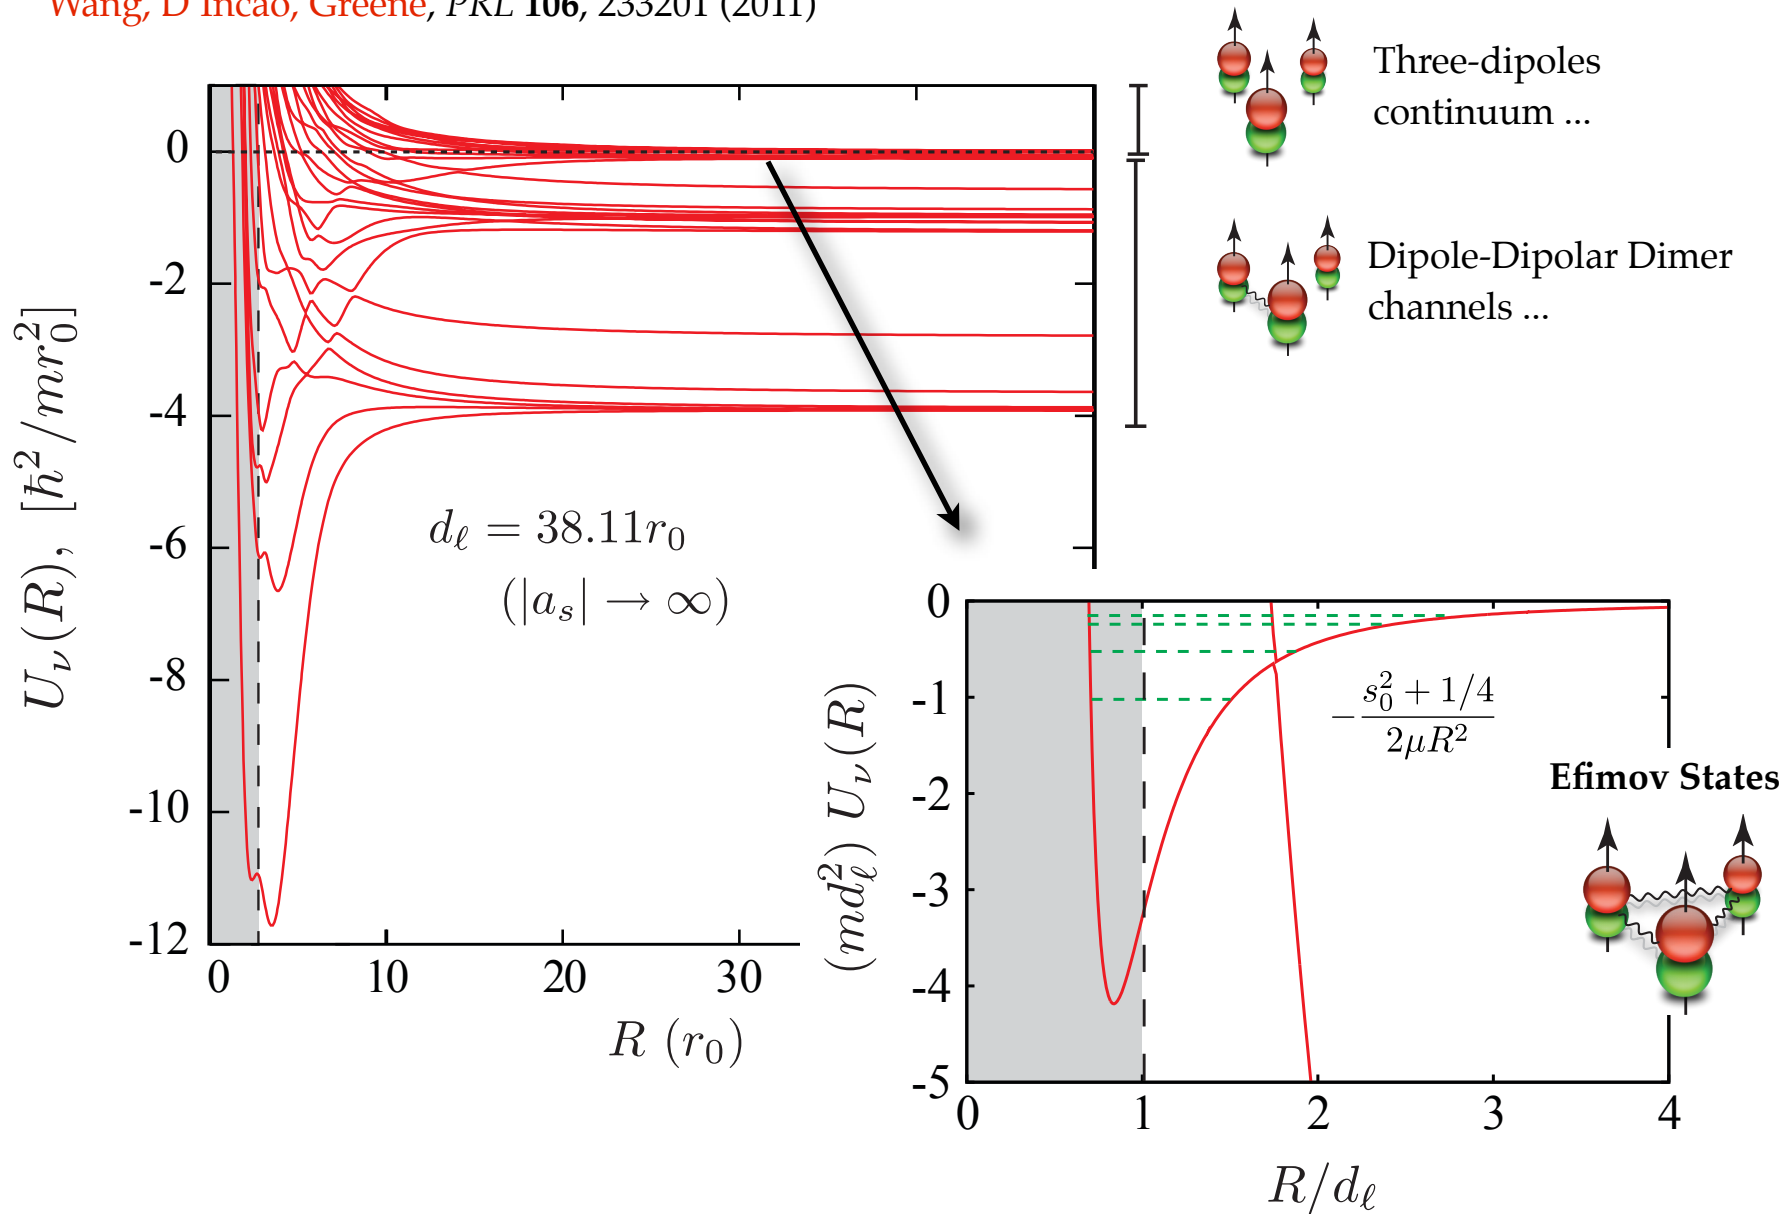 Wang, D'Incao, Greene, PRL 106, 233201 (2011)
Three-dipoles
continuum ...
Dipole-Dipolar Dimer
channels ...
U_ν(R), [ħ²/mr₀²]
0
-2
-4
-6
-8
-10
-12
d_ℓ = 38.11r₀
(|a_s| → ∞)
0 10 20 30
R (r₀)
(md_ℓ²) U_ν(R)
0
-1
-2
-3
-4
-5
-\frac{s₀² + 1/4}{2μR²}
Efimov States
0 1 2 3 4
R/d_ℓ